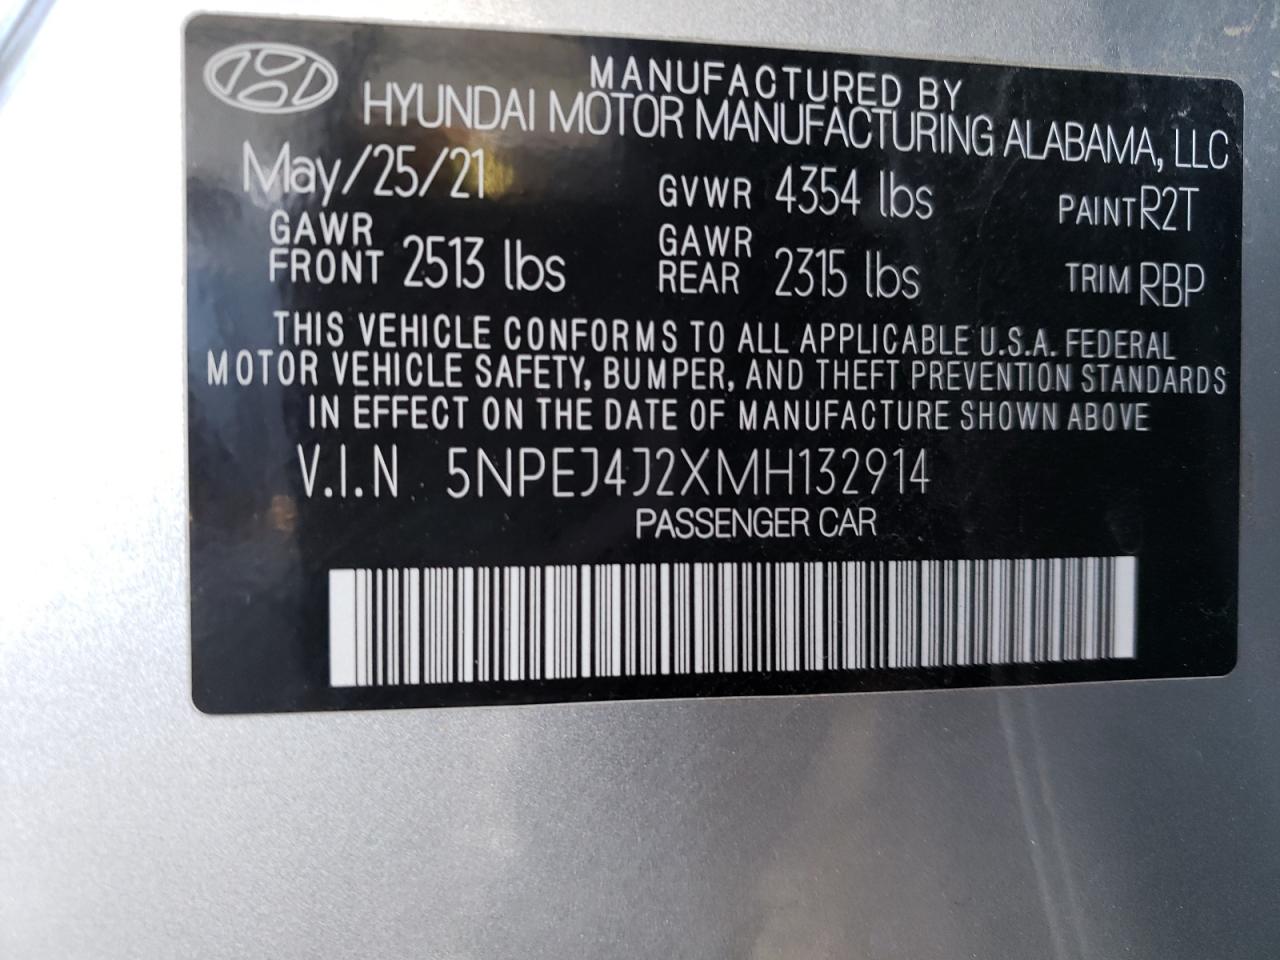 MANUFACTURED BY
HYUNDAI MOTOR MANUFACTURING ALABAMA, LLC
May/25/21 GVWR 4354 lbs PAINT R2T
GAWR FRONT 2513 lbs GAWR REAR 2315 lbs TRIM RBP
THIS VEHICLE CONFORMS TO ALL APPLICABLE U.S.A. FEDERAL
MOTOR VEHICLE SAFETY, BUMPER, AND THEFT PREVENTION STANDARDS
IN EFFECT ON THE DATE OF MANUFACTURE SHOWN ABOVE
V.I.N 5NPEJ4J2XMH132914
PASSENGER CAR